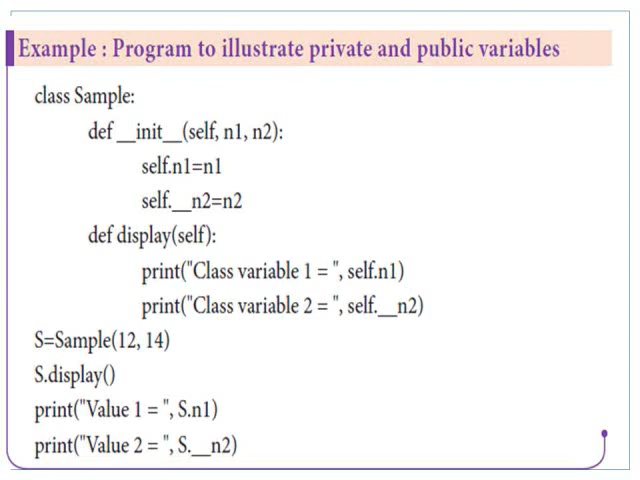 Example : Program to illustrate private and public variables
class Sample:
def __init__(self, n1, n2):
self.n1=n1
self.__n2=n2
def display(self):
print("Class variable 1 = ", self.n1)
print("Class variable 2 = ", self.__n2)
S=Sample(12, 14)
S.display()
print("Value 1 = ", S.n1)
print("Value 2 = ", S.__n2)